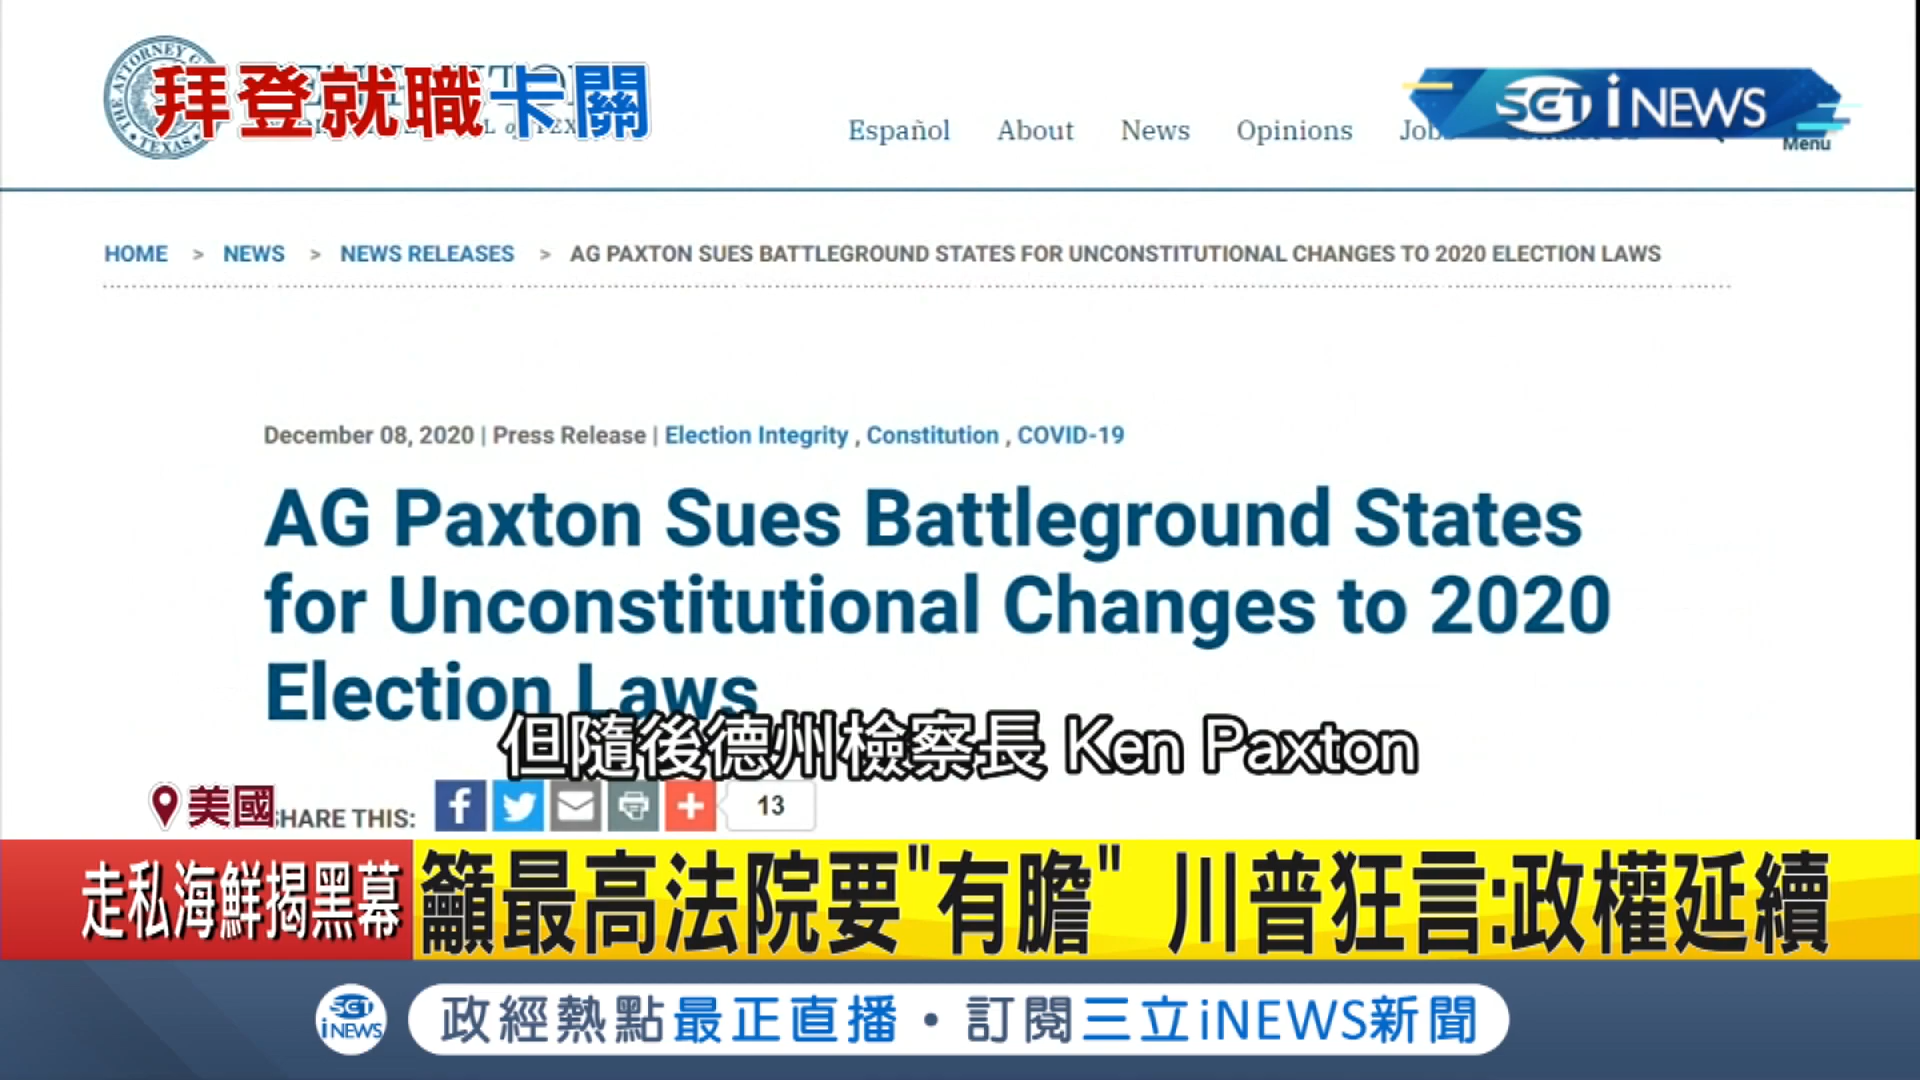 拜登就職卡關
SET iNEWS
Español About News Opinions
Menu
HOME > NEWS > NEWS RELEASES > AG PAXTON SUES BATTLEGROUND STATES FOR UNCONSTITUTIONAL CHANGES TO 2020 ELECTION LAWS
December 08, 2020 | Press Release | Election Integrity , Constitution , COVID-19
AG Paxton Sues Battleground States
for Unconstitutional Changes to 2020
Election Laws
但隨後德州檢察長 Ken Paxton
美國
SHARE THIS: 13
走私海鮮揭黑幕
籲最高法院要"有膽" 川普狂言:政權延續
SET iNEWS
政經熱點最正直播•訂閱三立iNEWS新聞